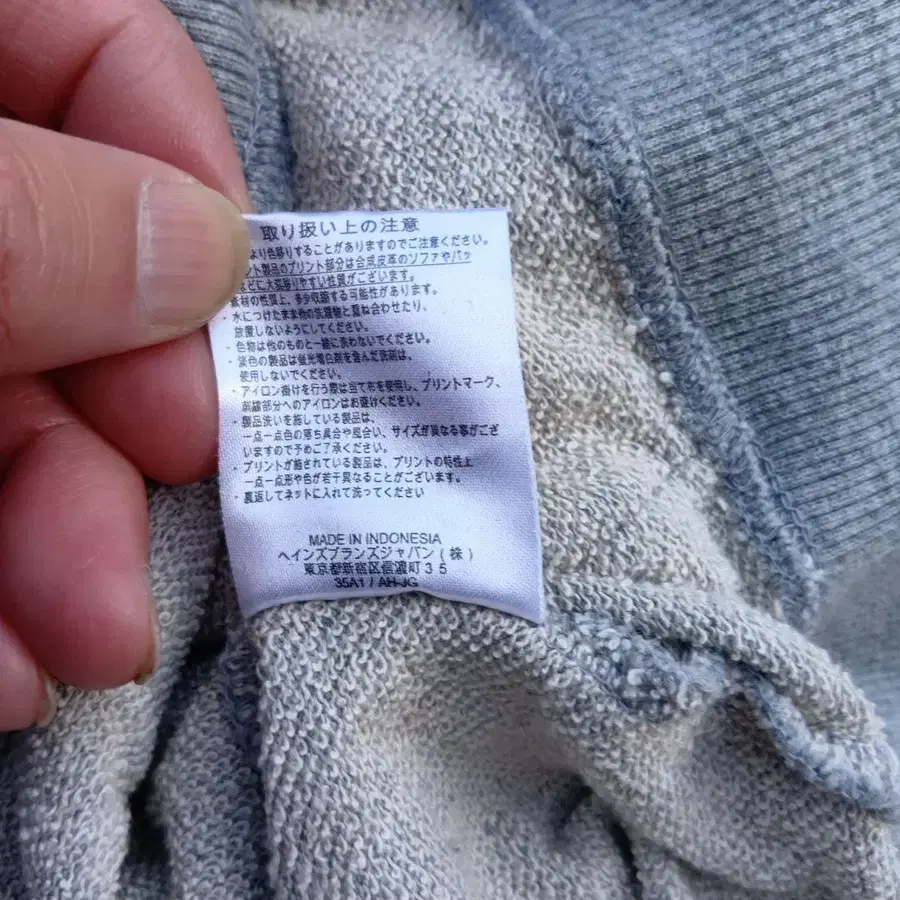 取り扱い上の注意
より色移りすることがありますのでご注意ください。
ント製品のプリント部分は合成皮革のソファや/バッ
などに大変張りやすい性質がございます。
素材の性質上、多少収縮する可能性があります。
・水につけたまま他の洗濯物と重ね合わせたり、
放置しないようにしてください。
・色物は他のものと一緒に洗わないでください。
・淡色の製品は蛍光増白剤を含んだ洗剤は、
使用しないでください。
・アイロン掛けを行う際は当て布を使用し、プリントマーク、
刺繍部分へのアイロンはお避けください。
・製品洗いを施している製品は、
一点一点色の落ち具合や風合い、サイズが異なる事がござ
いますので予めご了承ください。
・プリントが施されている製品は、プリントの特性上
一点一点形や色が若干異なることがございます。
・裏返してネットに入れて洗ってください
MADE IN INDONESIA
ヘインズブランズジャパン(株)
東京都新宿区信濃町35
35A1 / AH-JG